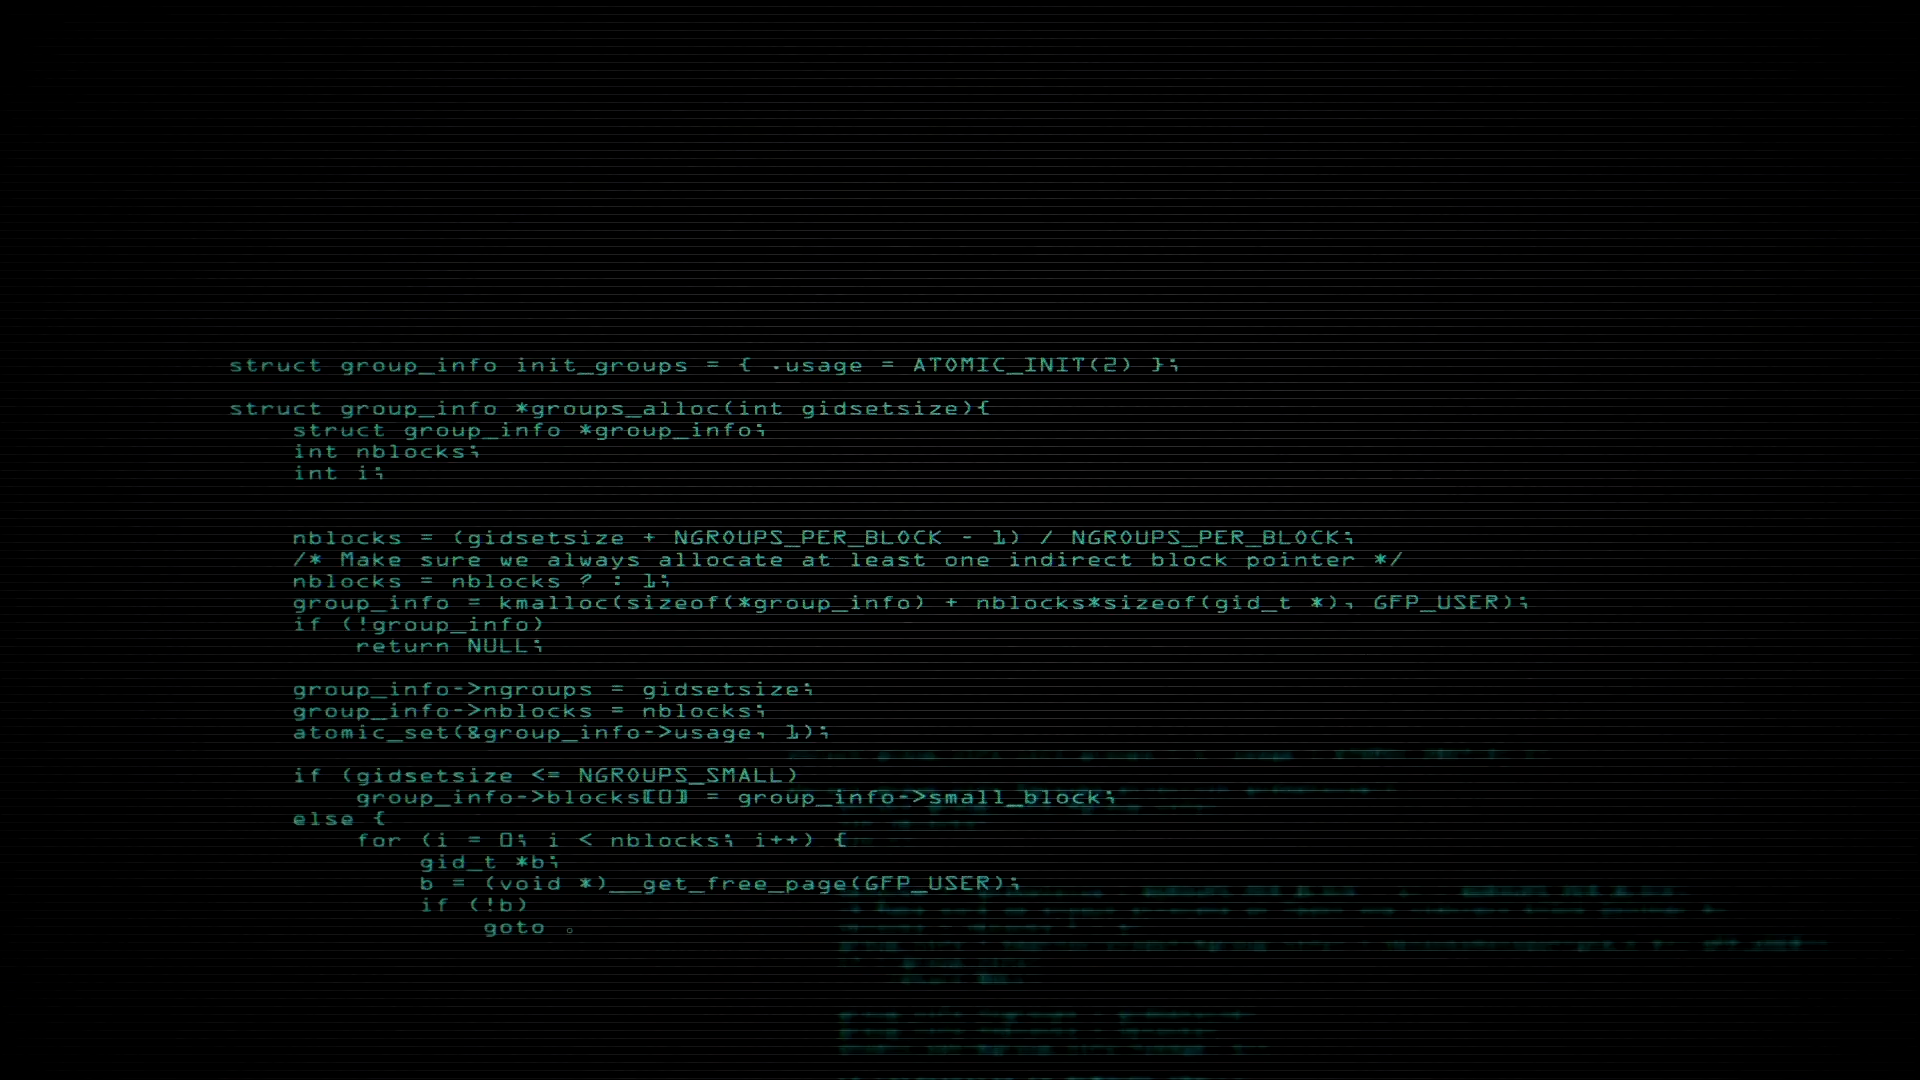 struct group_info init_groups = { .usage = ATOMIC_INIT(2) };
struct group_info *groups_alloc(int gidsetsize){
struct group_info *group_info;
int nblocks;
int i;
nblocks = (gidsetsize + NGROUPS_PER_BLOCK - 1) / NGROUPS_PER_BLOCK;
/* Make sure we always allocate at least one indirect block pointer */
nblocks = nblocks ? : 1;
group_info = kmalloc(sizeof(*group_info) + nblocks*sizeof(gid_t *), GFP_USER);
if (!group_info)
return NULL;
group_info->ngroups = gidsetsize;
group_info->nblocks = nblocks;
atomic_set(&group_info->usage, 1);
if (gidsetsize <= NGROUPS_SMALL)
group_info->blocks[0] = group_info->small_block;
else {
for (i = 0; i < nblocks; i++) {
gid_t *b;
b = (void *)__get_free_page(GFP_USER);
if (!b)
goto